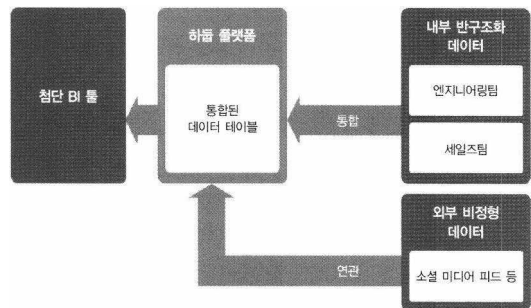 첨단 BI 툴
하둡 플랫폼
통합된
데이터 테이블
통합
내부 반구조화
데이터
엔지니어링팀
세일즈팀
연관
외부 비정형
데이터
소셜 미디어 피드 등